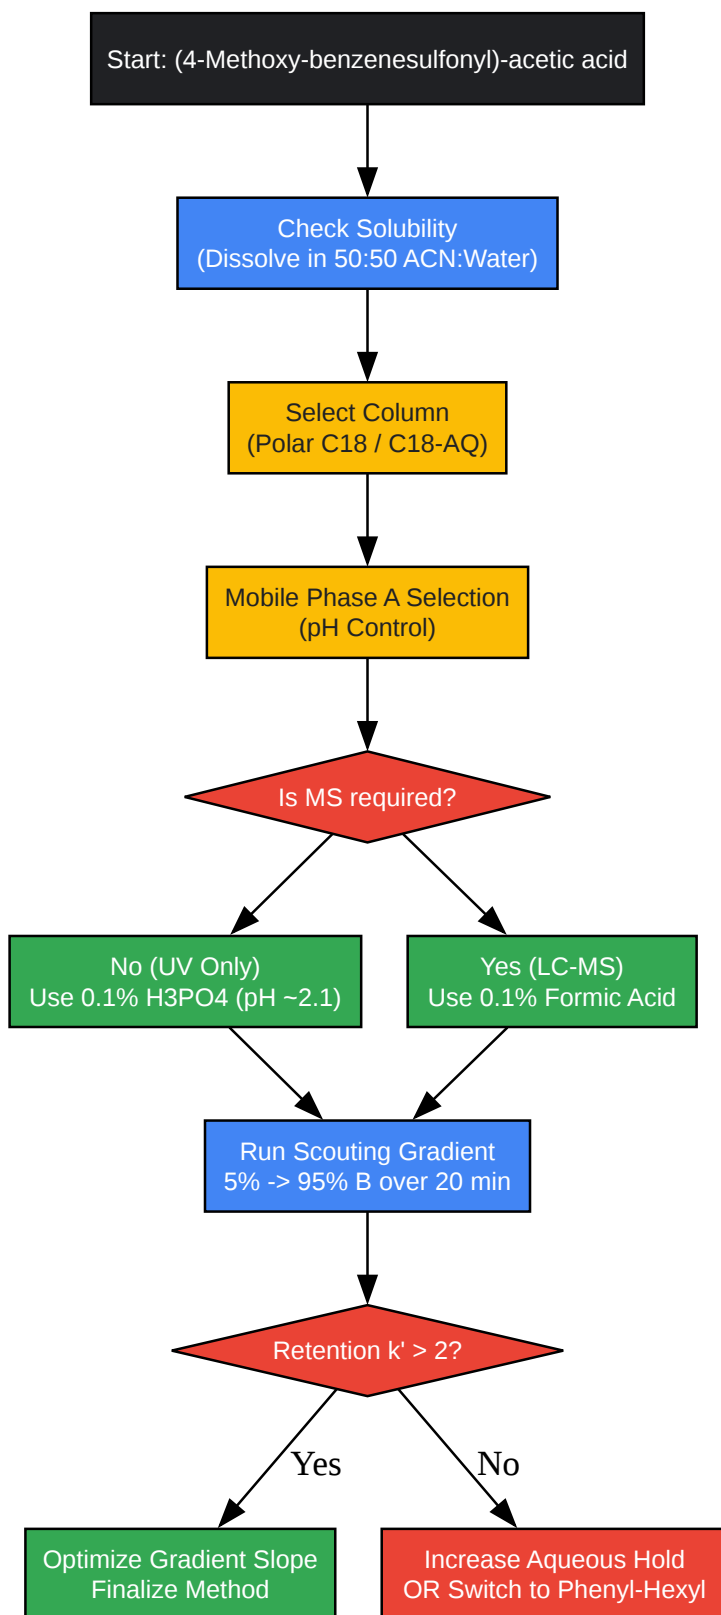 Start: (4-Methoxy-benzenesulfonyl)-acetic acid
Check Solubility
(Dissolve in 50:50 ACN:Water)
Select Column
(Polar C18 / C18-AQ)
Mobile Phase A Selection
(pH Control)
Is MS required?
No (UV Only)
Use 0.1% H3PO4 (pH ~2.1)
Yes (LC-MS)
Use 0.1% Formic Acid
Run Scouting Gradient
5% -> 95% B over 20 min
Retention k' > 2?
Yes
No
Optimize Gradient Slope
Finalize Method
Increase Aqueous Hold
OR Switch to Phenyl-Hexyl